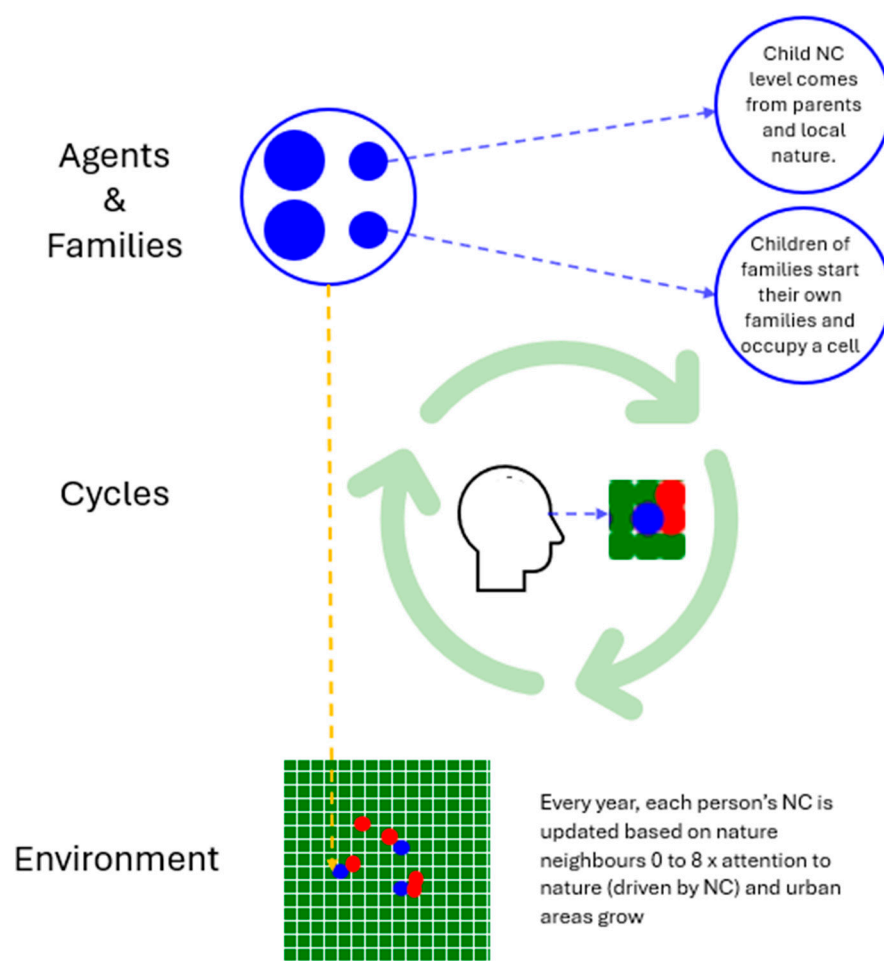 Child NC
level comes
from parents
and local
nature.
Agents
&
Families
Children of
families start
their own
families and
occupy a cell
Cycles
Environment
Every year, each person's NC is
updated based on nature
neighbours 0 to 8 x attention to
nature (driven by NC) and urban
areas grow